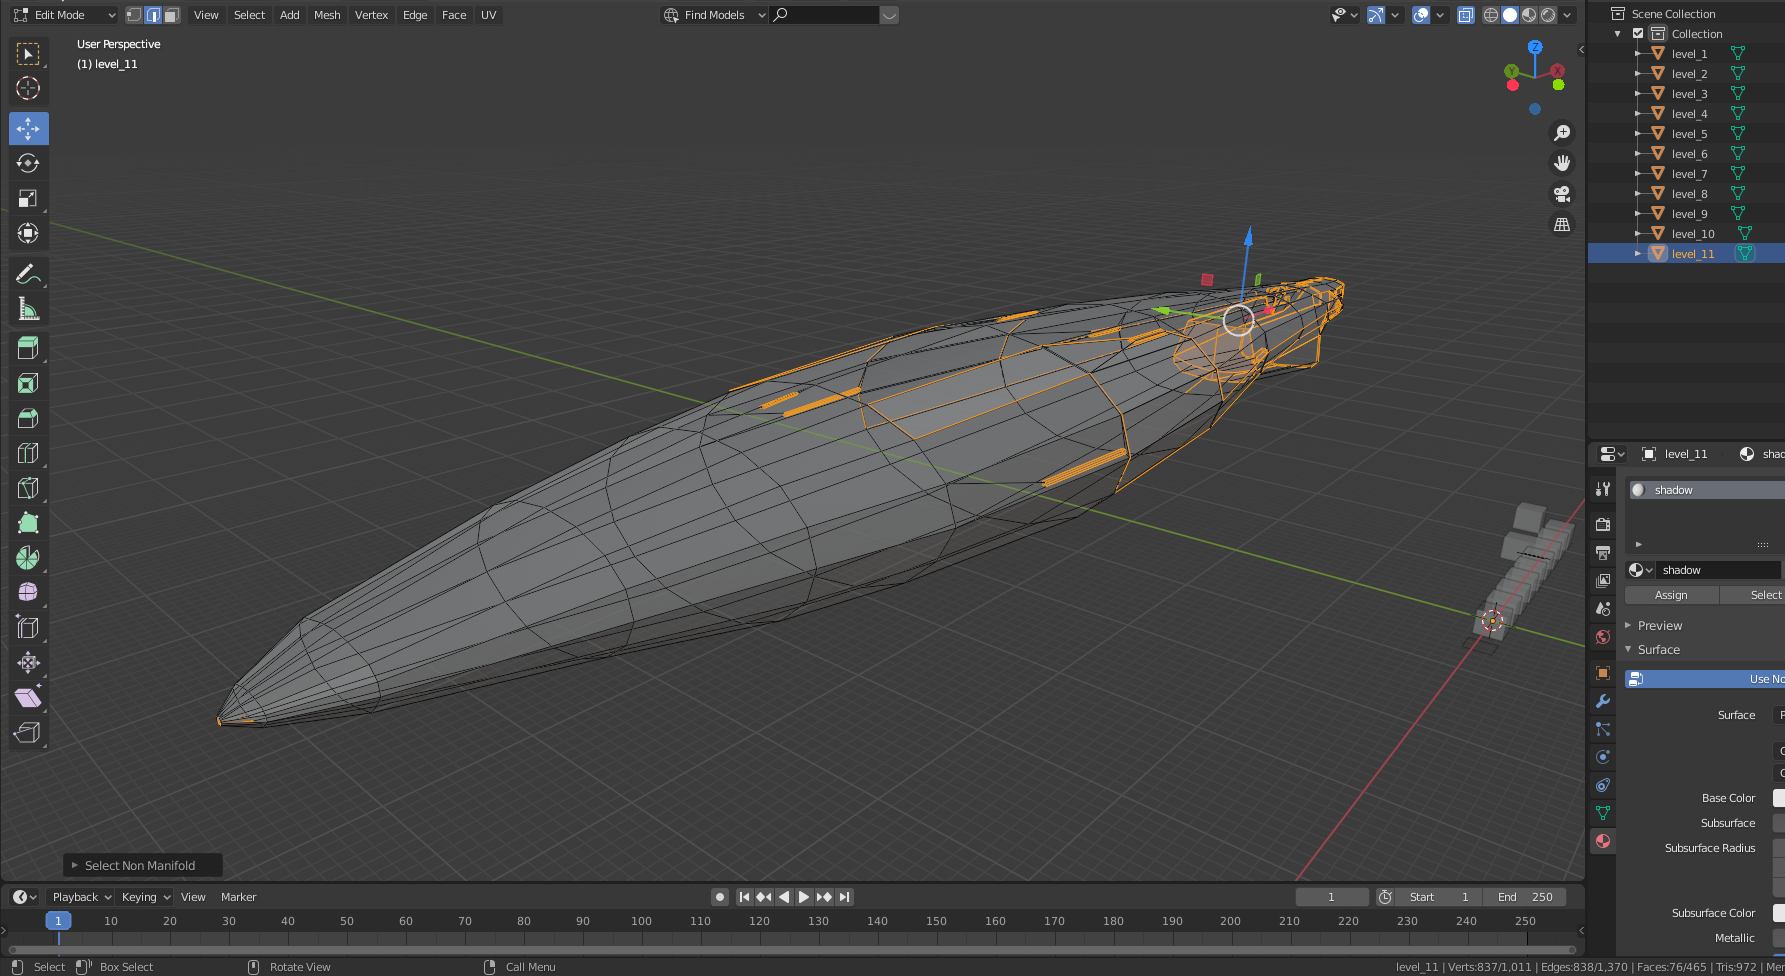 Edit Mode View Select Add Mesh Vertex Edge Face UV Find Models
User Perspective
(1) level_11
Z
Y
X
Scene Collection
Collection
level_1
level_2
level_3
level_4
level_5
level_6
level_7
level_8
level_9
level_10
level_11
level_11
shadow
shadow
Assign Select
Preview
Surface
Surface
Base Color
Subsurface
Subsurface Radius
Subsurface Color
Metallic
Select Non Manifold
Playback Keying View Marker 1 Start 1 End 250
1 10 20 30 40 50 60 70 80 90 100 110 120 130 140 150 160 170 180 190 200 210 220 230 240 250
Select Box Select Rotate View Call Menu level_11 | Verts:837/1,011 | Edges:838/1,370 | Faces:76/465 | Tris:972 |